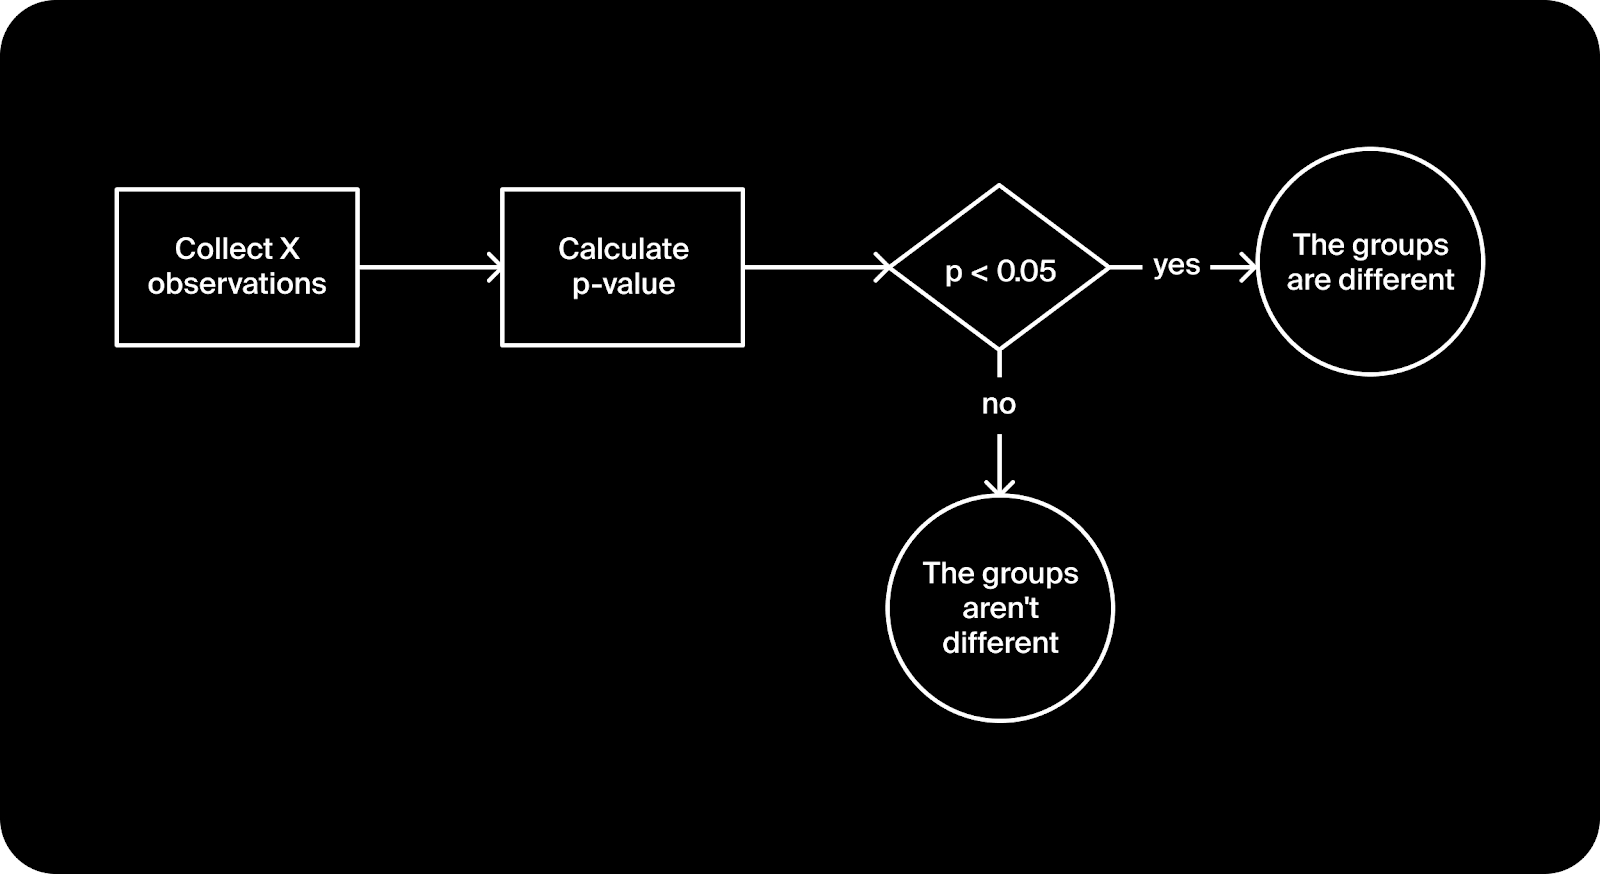 Collect X
observations
Calculate
p-value
p < 0.05
yes
The groups
are different
no
The groups
aren't
different